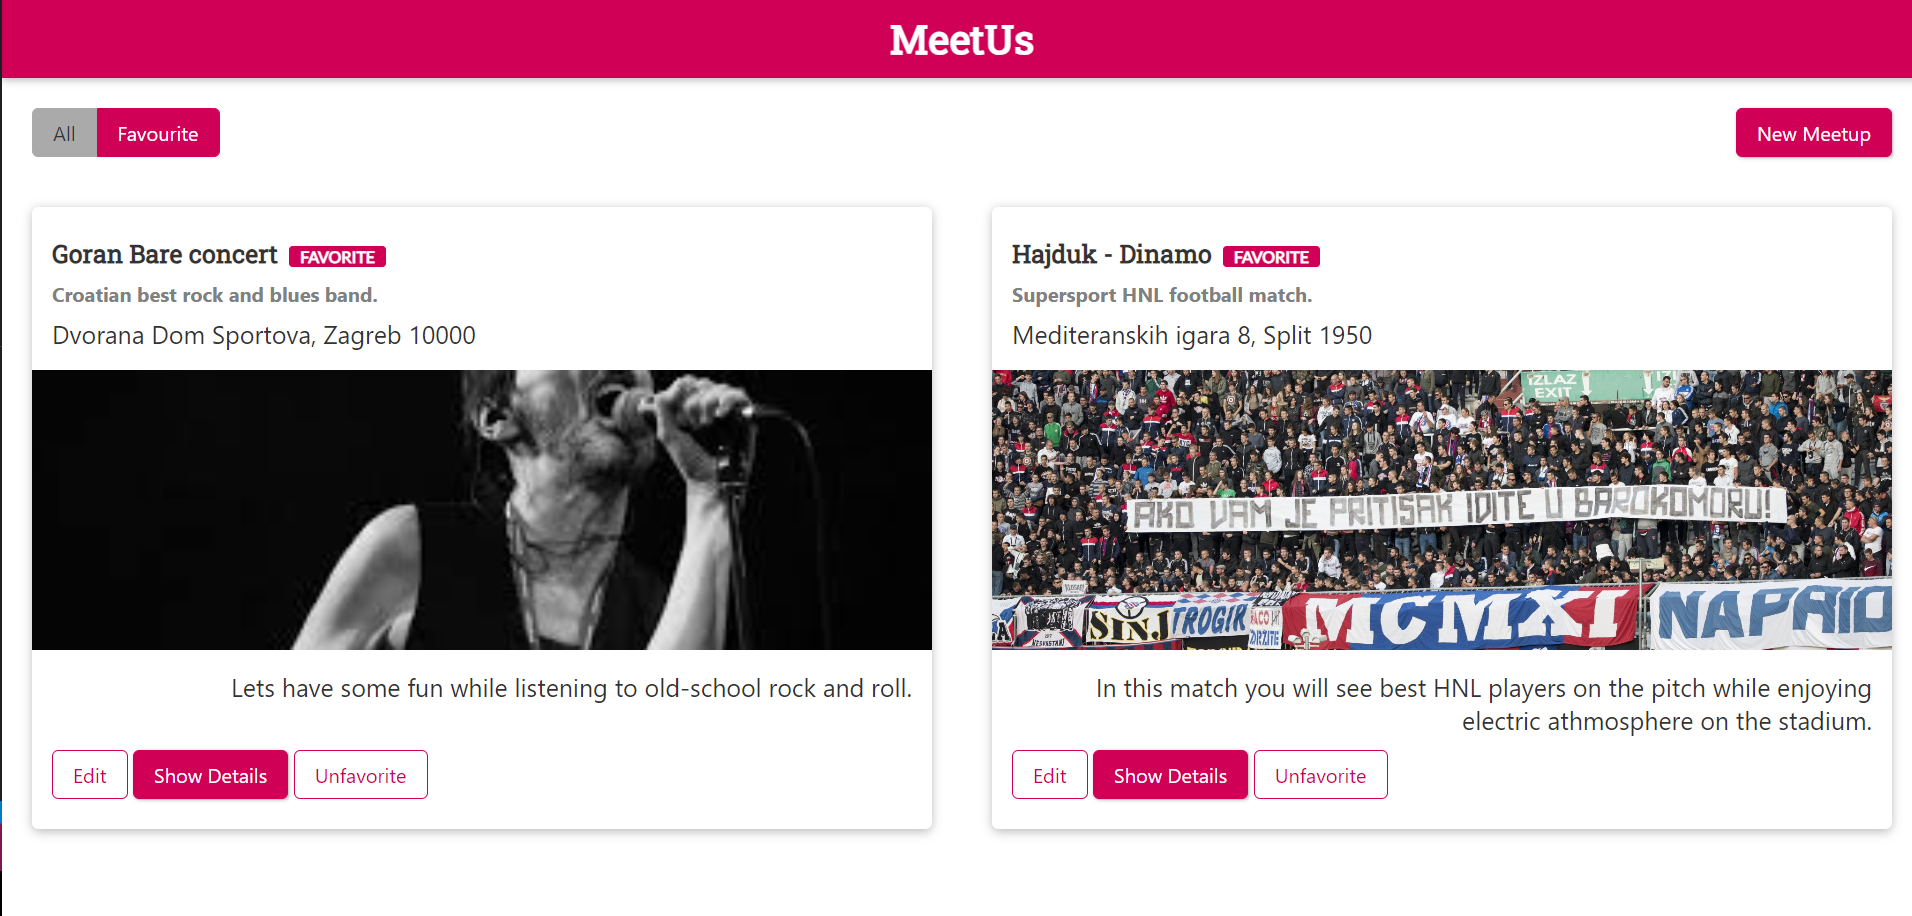 MeetUs
All Favourite
New Meetup
Goran Bare concert FAVORITE
Croatian best rock and blues band.
Dvorana Dom Sportova, Zagreb 10000
Lets have some fun while listening to old-school rock and roll.
Edit Show Details Unfavorite
Hajduk - Dinamo FAVORITE
Supersport HNL football match.
Mediteranskih igara 8, Split 1950
IZLAZ
EXIT
AKO VAM JE PRITISAK IDITE U BAROKOMORU!
SINJ
TROGIR
MCMXI
In this match you will see best HNL players on the pitch while enjoying
electric athmosphere on the stadium.
Edit Show Details Unfavorite